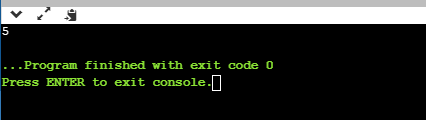 5
...Program finished with exit code 0
Press ENTER to exit console.